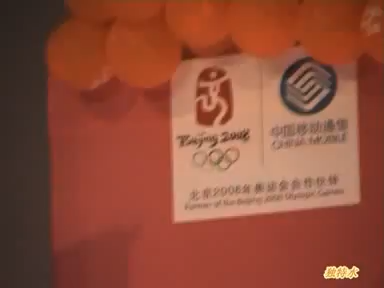 Beijing 2008
中国移动通信
CHINA MOBILE
北京2008年奥运会合作伙伴
Partner of the Beijing 2008 Olympic Games